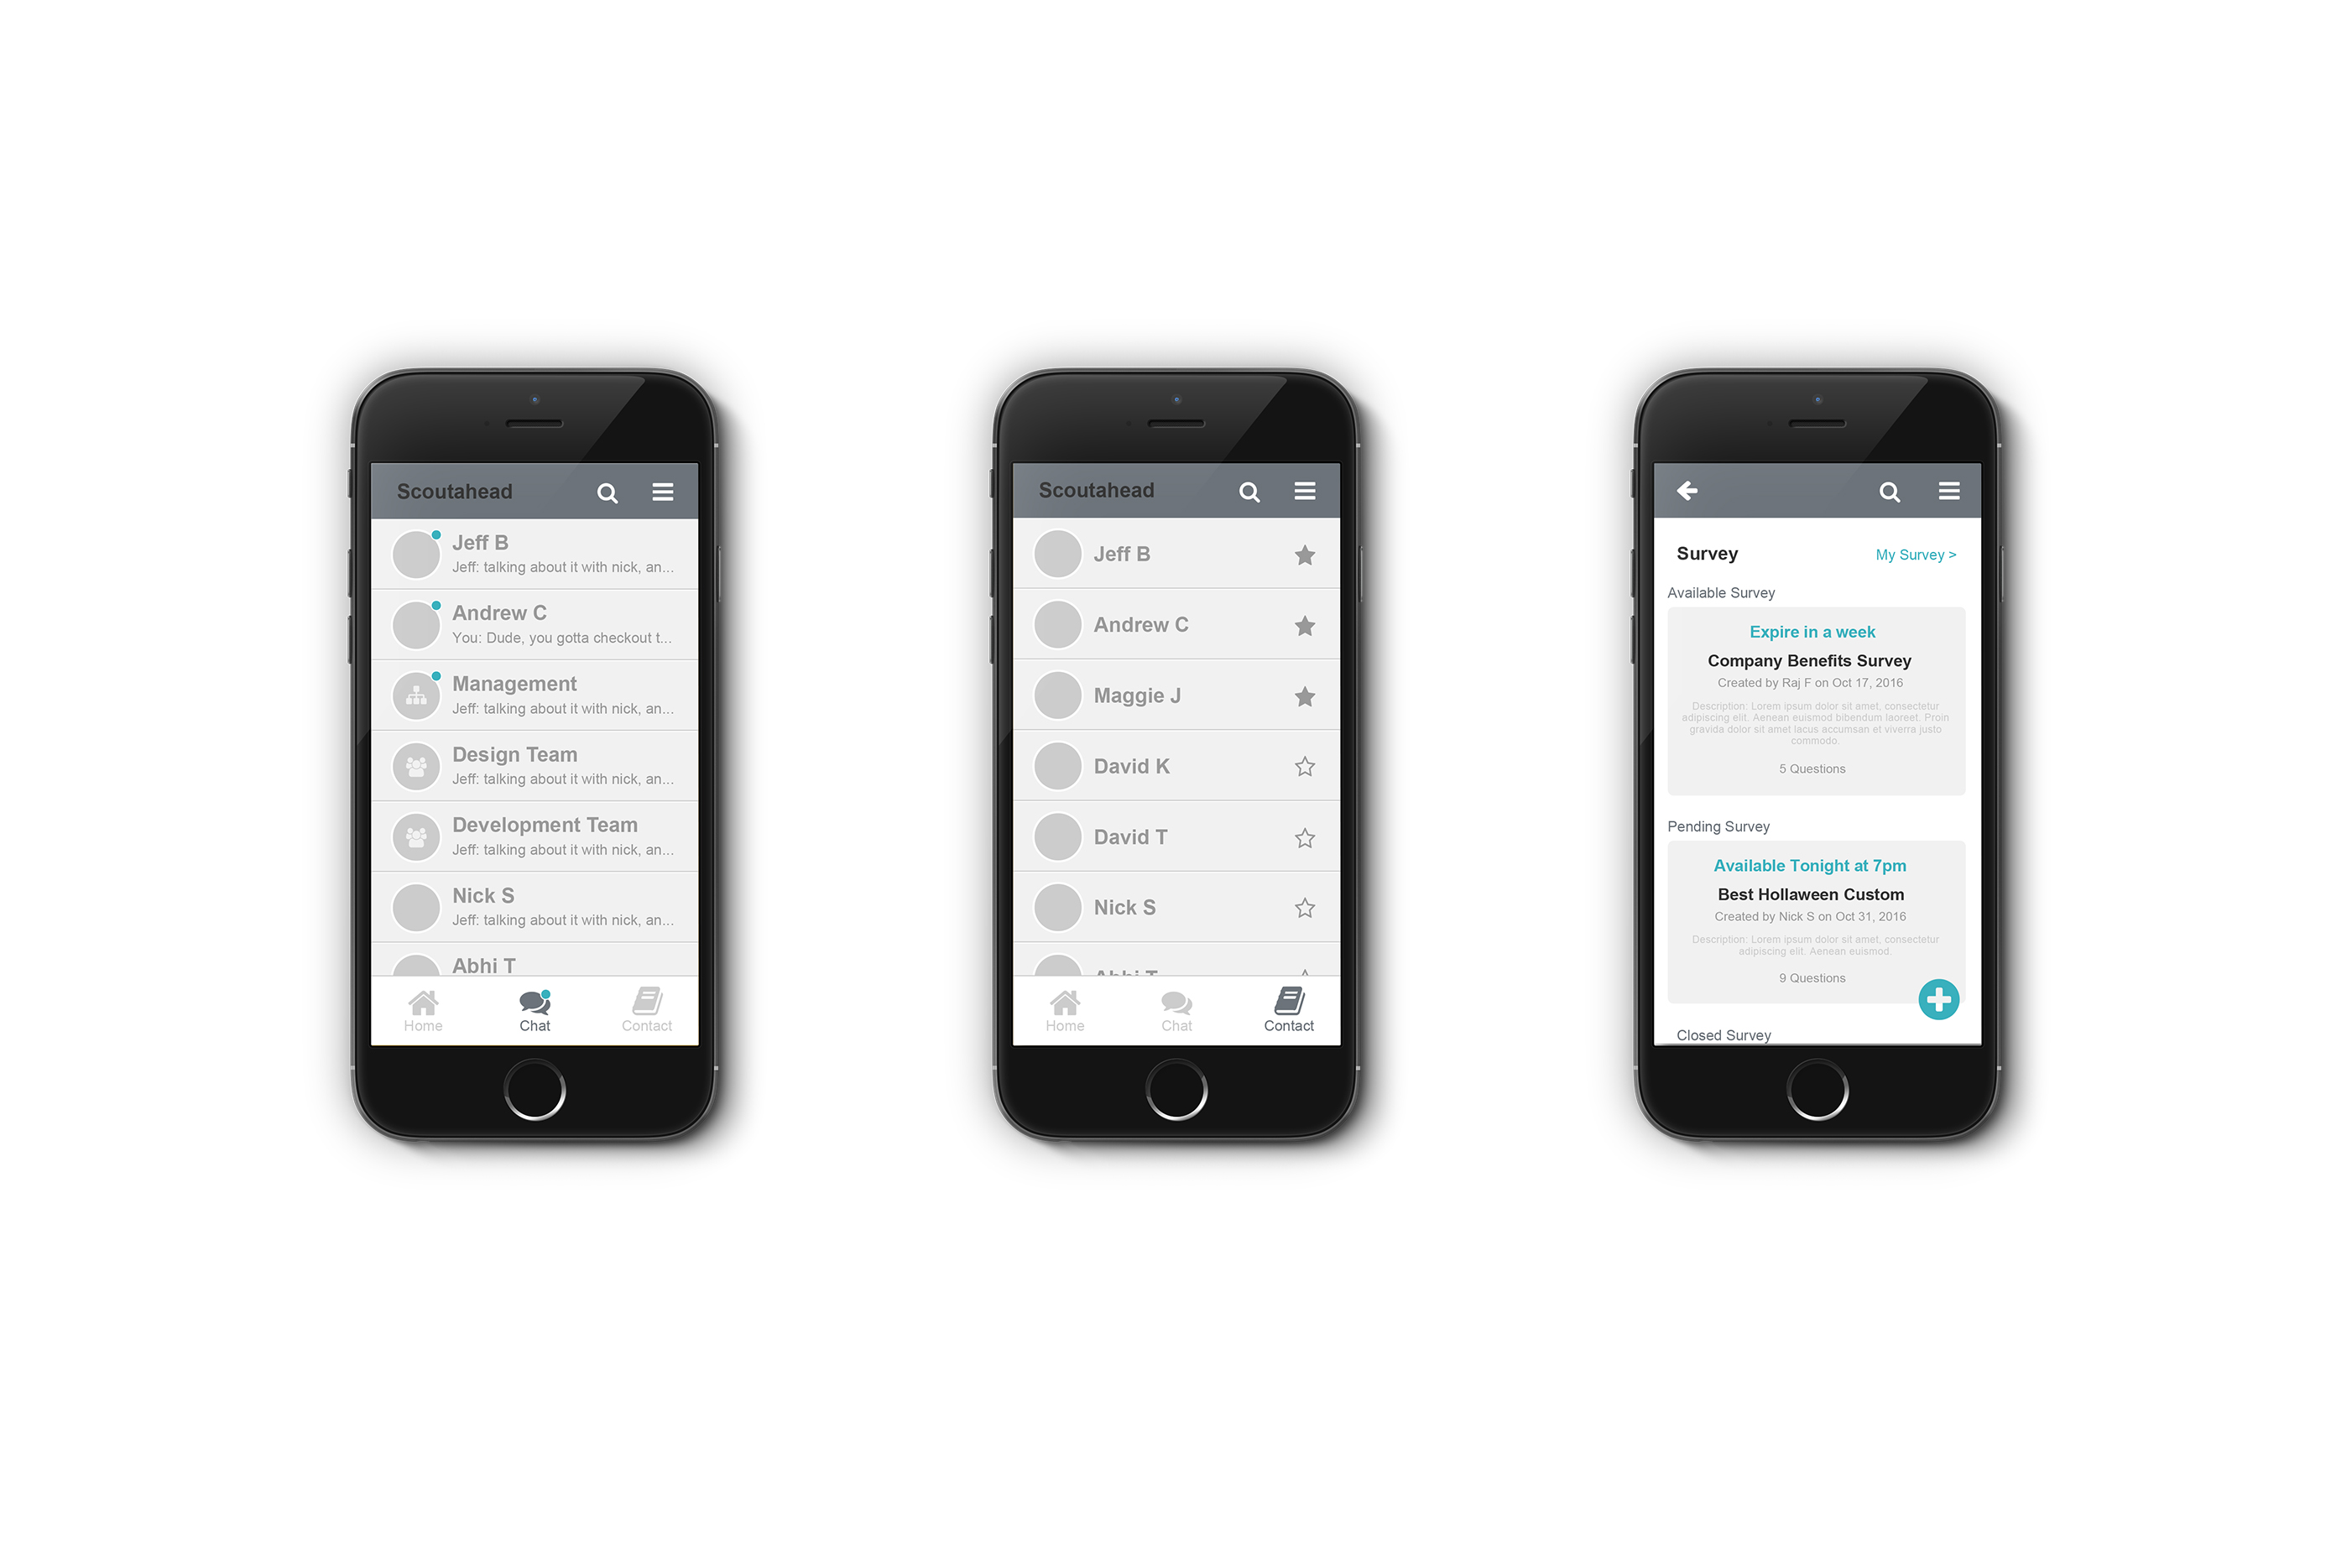 Scoutahead
Jeff B
Jeff: talking about it with nick, an...
Andrew C
You: Dude, you gotta checkout t...
Management
Jeff: talking about it with nick, an...
Design Team
Jeff: talking about it with nick, an...
Development Team
Jeff: talking about it with nick, an...
Nick S
Jeff: talking about it with nick, an...
Abhi T
Home Chat Contact
Scoutahead
Jeff B
Andrew C
Maggie J
David K
David T
Nick S
Abhi T
Home Chat Contact
Survey My Survey >
Available Survey
Expire in a week
Company Benefits Survey
Created by Raj F on Oct 17, 2016
Description: Lorem ipsum dolor sit amet, consectetur
adipiscing elit. Aenean euismod bibendum laoreet. Proin
gravida dolor sit amet lacus accumsan et viverra justo
commodo.
5 Questions
Pending Survey
Available Tonight at 7pm
Best Hollaween Custom
Created by Nick S on Oct 31, 2016
Description: Lorem ipsum dolor sit amet, consectetur
adipiscing elit. Aenean euismod.
9 Questions
Closed Survey